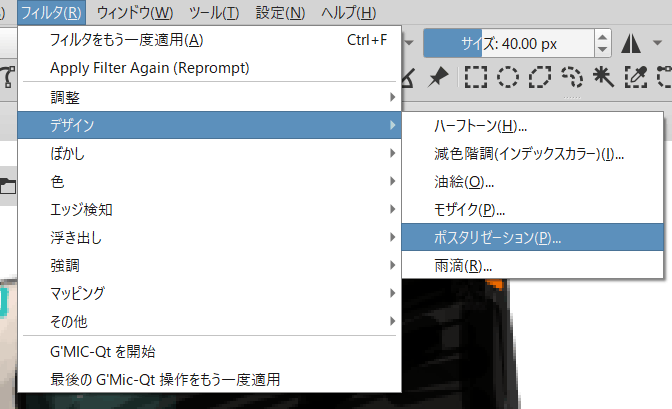 ) フィルタ(R) ウィンドウ(W) ツール(T) 設定(N) ヘルプ(H)
サイズ: 40.00 px
フィルタをもう一度適用(A) Ctrl+F
Apply Filter Again (Reprompt)
調整
デザイン
ぼかし
色
エッジ検知
浮き出し
強調
マッピング
その他
G'MIC-Qt を開始
最後の G'Mic-Qt 操作をもう一度適用
ハーフトーン(H)...
減色階調(インデックスカラー)(I)...
油絵(O)...
モザイク(P)...
ポスタリゼーション(P)...
雨滴(R)...